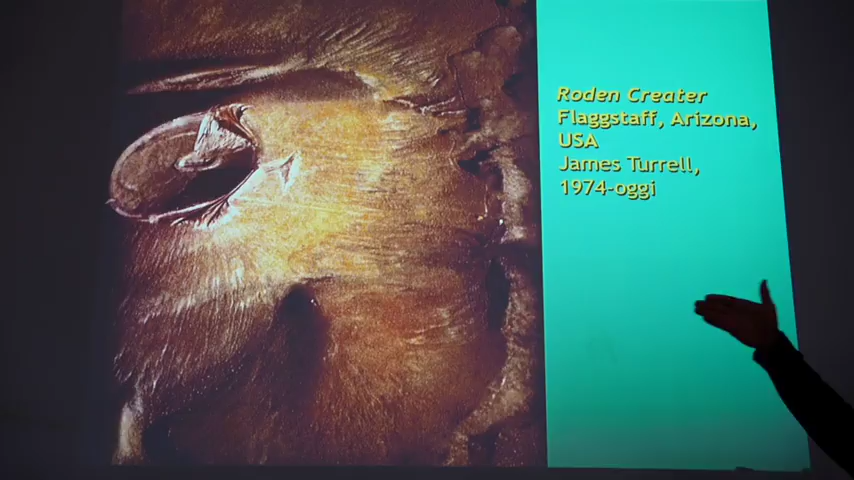 Roden Creater
Flaggstaff, Arizona,
USA
James Turrell,
1974-oggi